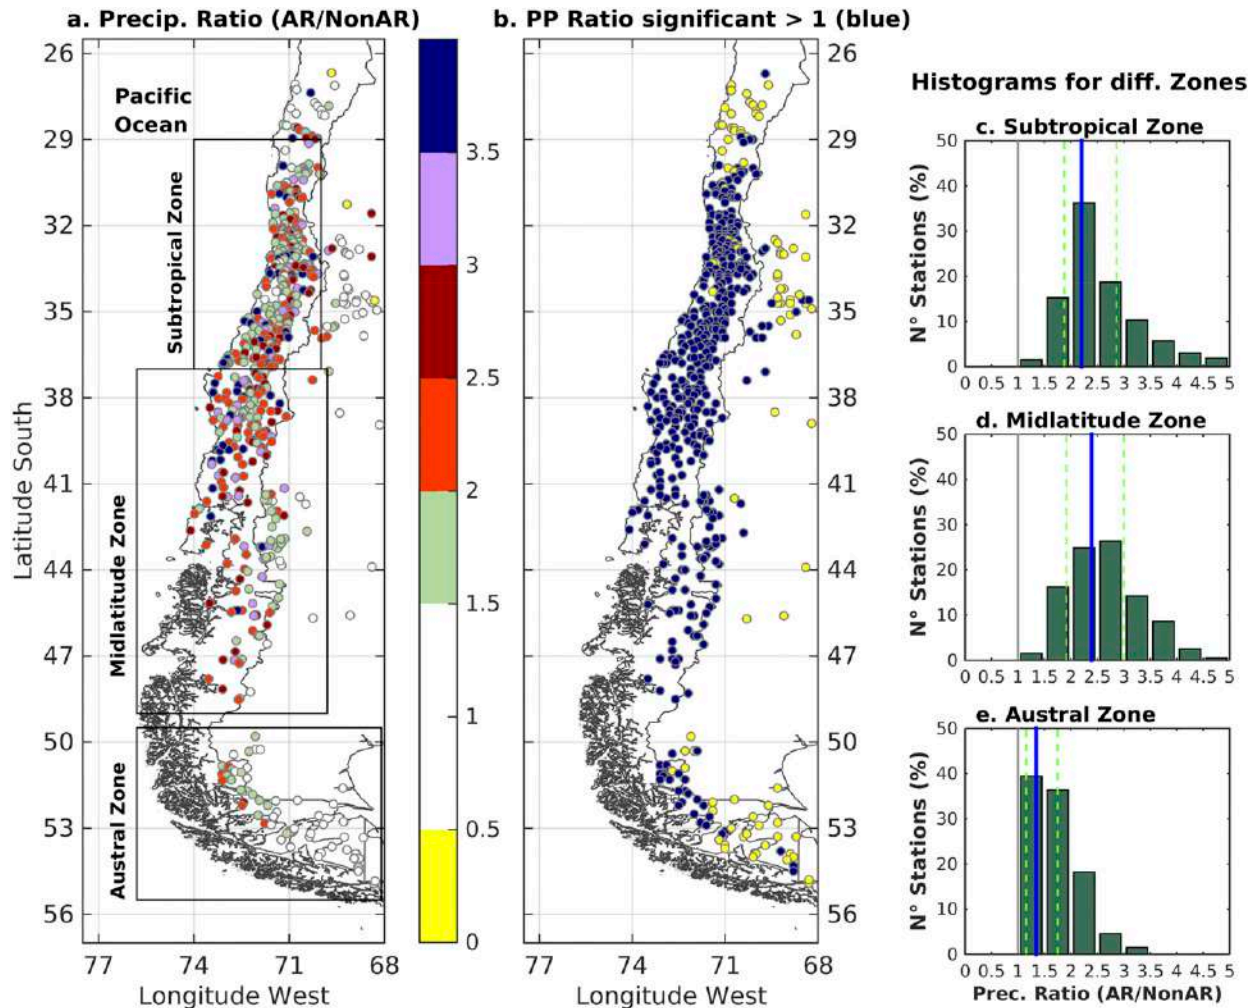 a. Precip. Ratio (AR/NonAR)
b. PP Ratio significant > 1 (blue)
Histograms for diff. Zones
Pacific
Ocean
Subtropical Zone
Midlatitude Zone
Austral Zone
Latitude South
26
29
32
35
38
41
44
47
50
53
56
77
74
71
68
Longitude West
3.5
3
2.5
2
1.5
1
0.5
0
26
29
32
35
38
41
44
47
50
53
56
77
74
71
68
Longitude West
c. Subtropical Zone
N° Stations (%)
50
40
30
20
10
0
0 0.5 1 1.5 2 2.5 3 3.5 4 4.5 5
d. Midlatitude Zone
N° Stations (%)
50
40
30
20
10
0
0 0.5 1 1.5 2 2.5 3 3.5 4 4.5 5
e. Austral Zone
N° Stations (%)
50
40
30
20
10
0
0 0.5 1 1.5 2 2.5 3 3.5 4 4.5 5
Prec. Ratio (AR/NonAR)